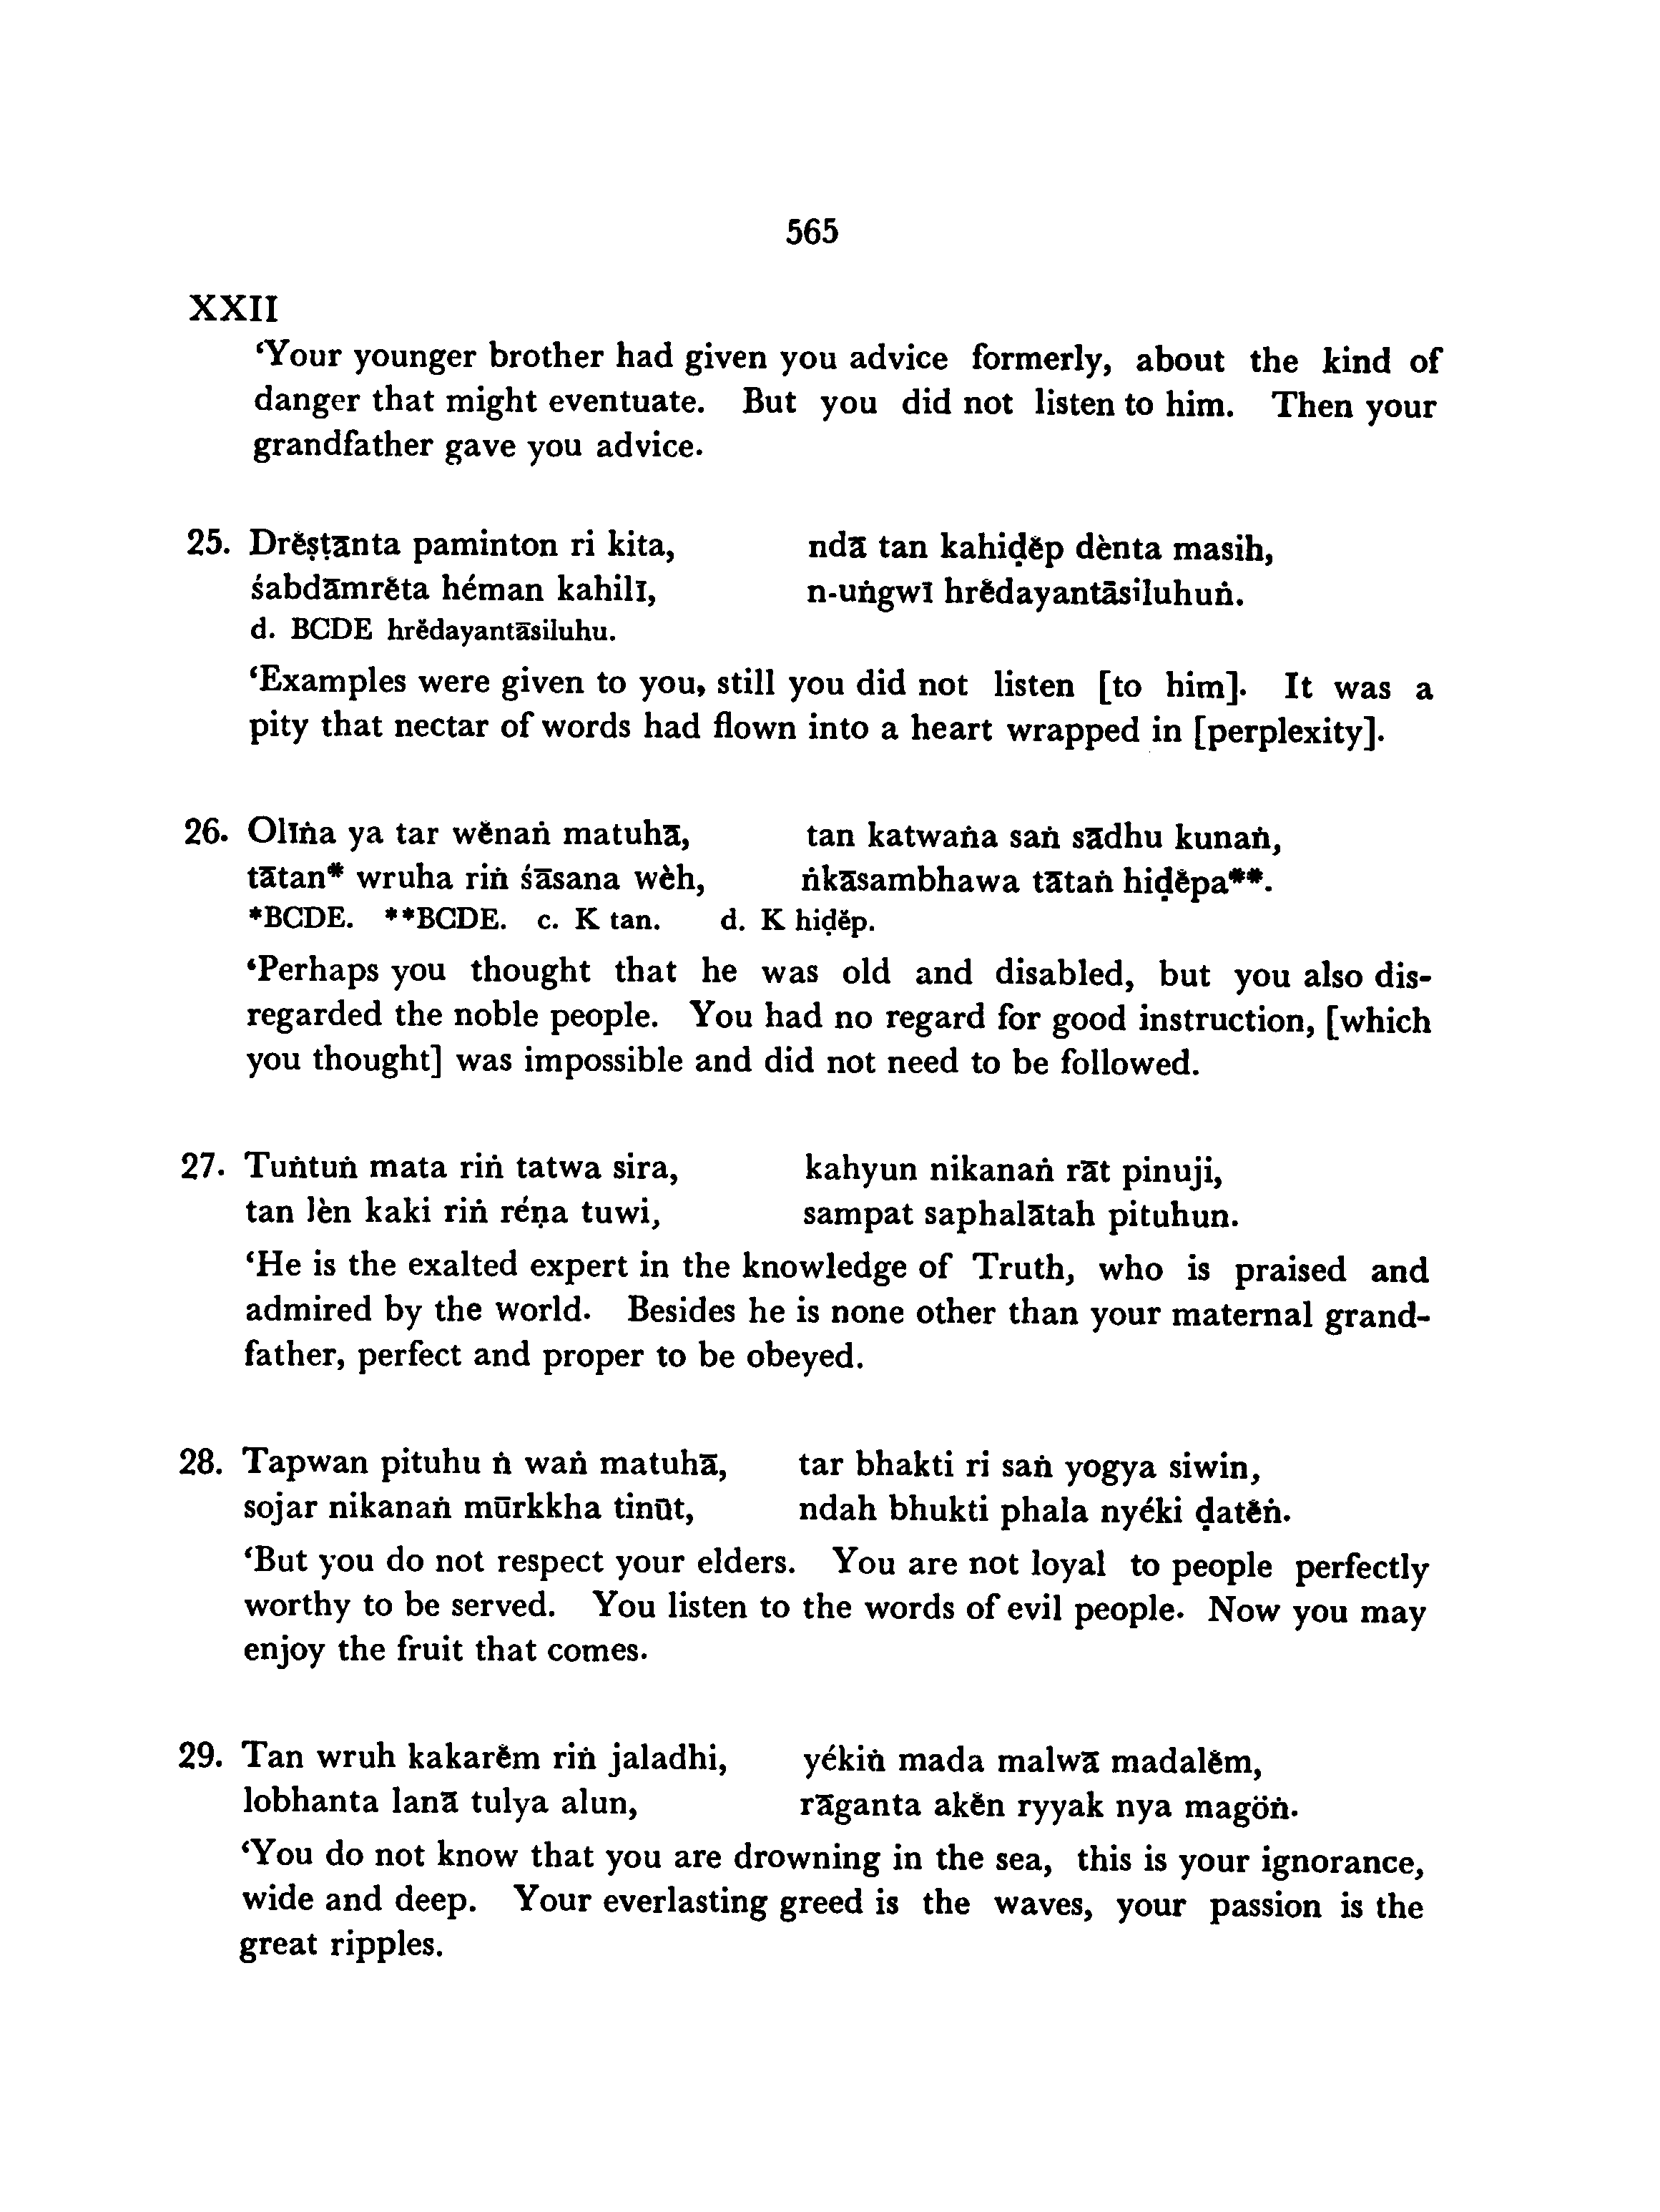 565
XXII
‘Your younger brother had given you advice formerly, about the kind of
danger that might eventuate. But you did not listen to him. Then your
grandfather gave you advice.
25. Drĕṣṭānta paminton ri kita, ndā tan kahiḍĕp dènta masih,
śabdāmrĕta héman kahilī, n-uṅgwī hrĕdayantāsiluhuṅ.
d. BCDE hrĕdayantāsiluhu.
‘Examples were given to you, still you did not listen [to him]. It was a
pity that nectar of words had flown into a heart wrapped in [perplexity].
26. Olīṅa ya tar wĕnaṅ matuhā, tan katwaṅa saṅ sādhu kunaṅ,
tātan* wruha riṅ śāsana wèh, ṅkāsambhawa tātaṅ hiḍĕpa**.
*BCDE. **BCDE. c. K tan. d. K hiḍĕp.
‘Perhaps you thought that he was old and disabled, but you also dis-
regarded the noble people. You had no regard for good instruction, [which
you thought] was impossible and did not need to be followed.
27. Tuṅtuṅ mata riṅ tatwa sira, kahyun nikanaṅ rāt pinuji,
tan lèn kaki riṅ réṇa tuwi, sampat saphalātah pituhun.
‘He is the exalted expert in the knowledge of Truth, who is praised and
admired by the world. Besides he is none other than your maternal grand-
father, perfect and proper to be obeyed.
28. Tapwan pituhu ṅ waṅ matuhā, tar bhakti ri saṅ yogya siwin,
sojar nikanaṅ mūrkkha tinūt, ndah bhukti phala nyéki ḍatĕṅ.
‘But you do not respect your elders. You are not loyal to people perfectly
worthy to be served. You listen to the words of evil people. Now you may
enjoy the fruit that comes.
29. Tan wruh kakarĕm riṅ jaladhi, yékiṅ mada malwā madalĕm,
lobhanta lanā tulya alun, rāganta akĕn ryyak nya magöṅ.
‘You do not know that you are drowning in the sea, this is your ignorance,
wide and deep. Your everlasting greed is the waves, your passion is the
great ripples.